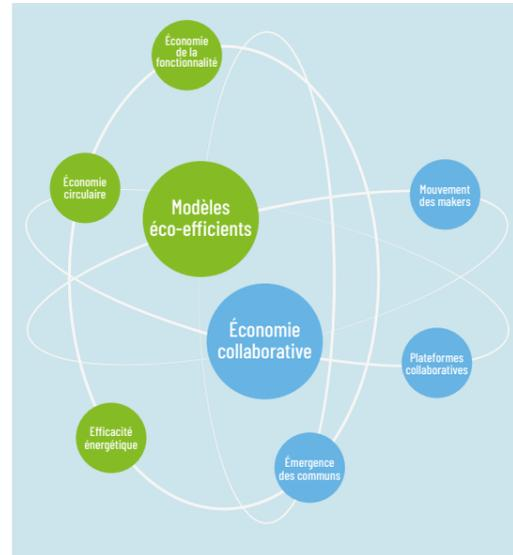 Économie
de la
fonctionnalité
Économie
circulaire
Modèles
éco-efficients
Mouvement
des makers
Économie
collaborative
Plateformes
collaboratives
Efficacité
énergétique
Émergence
des communs